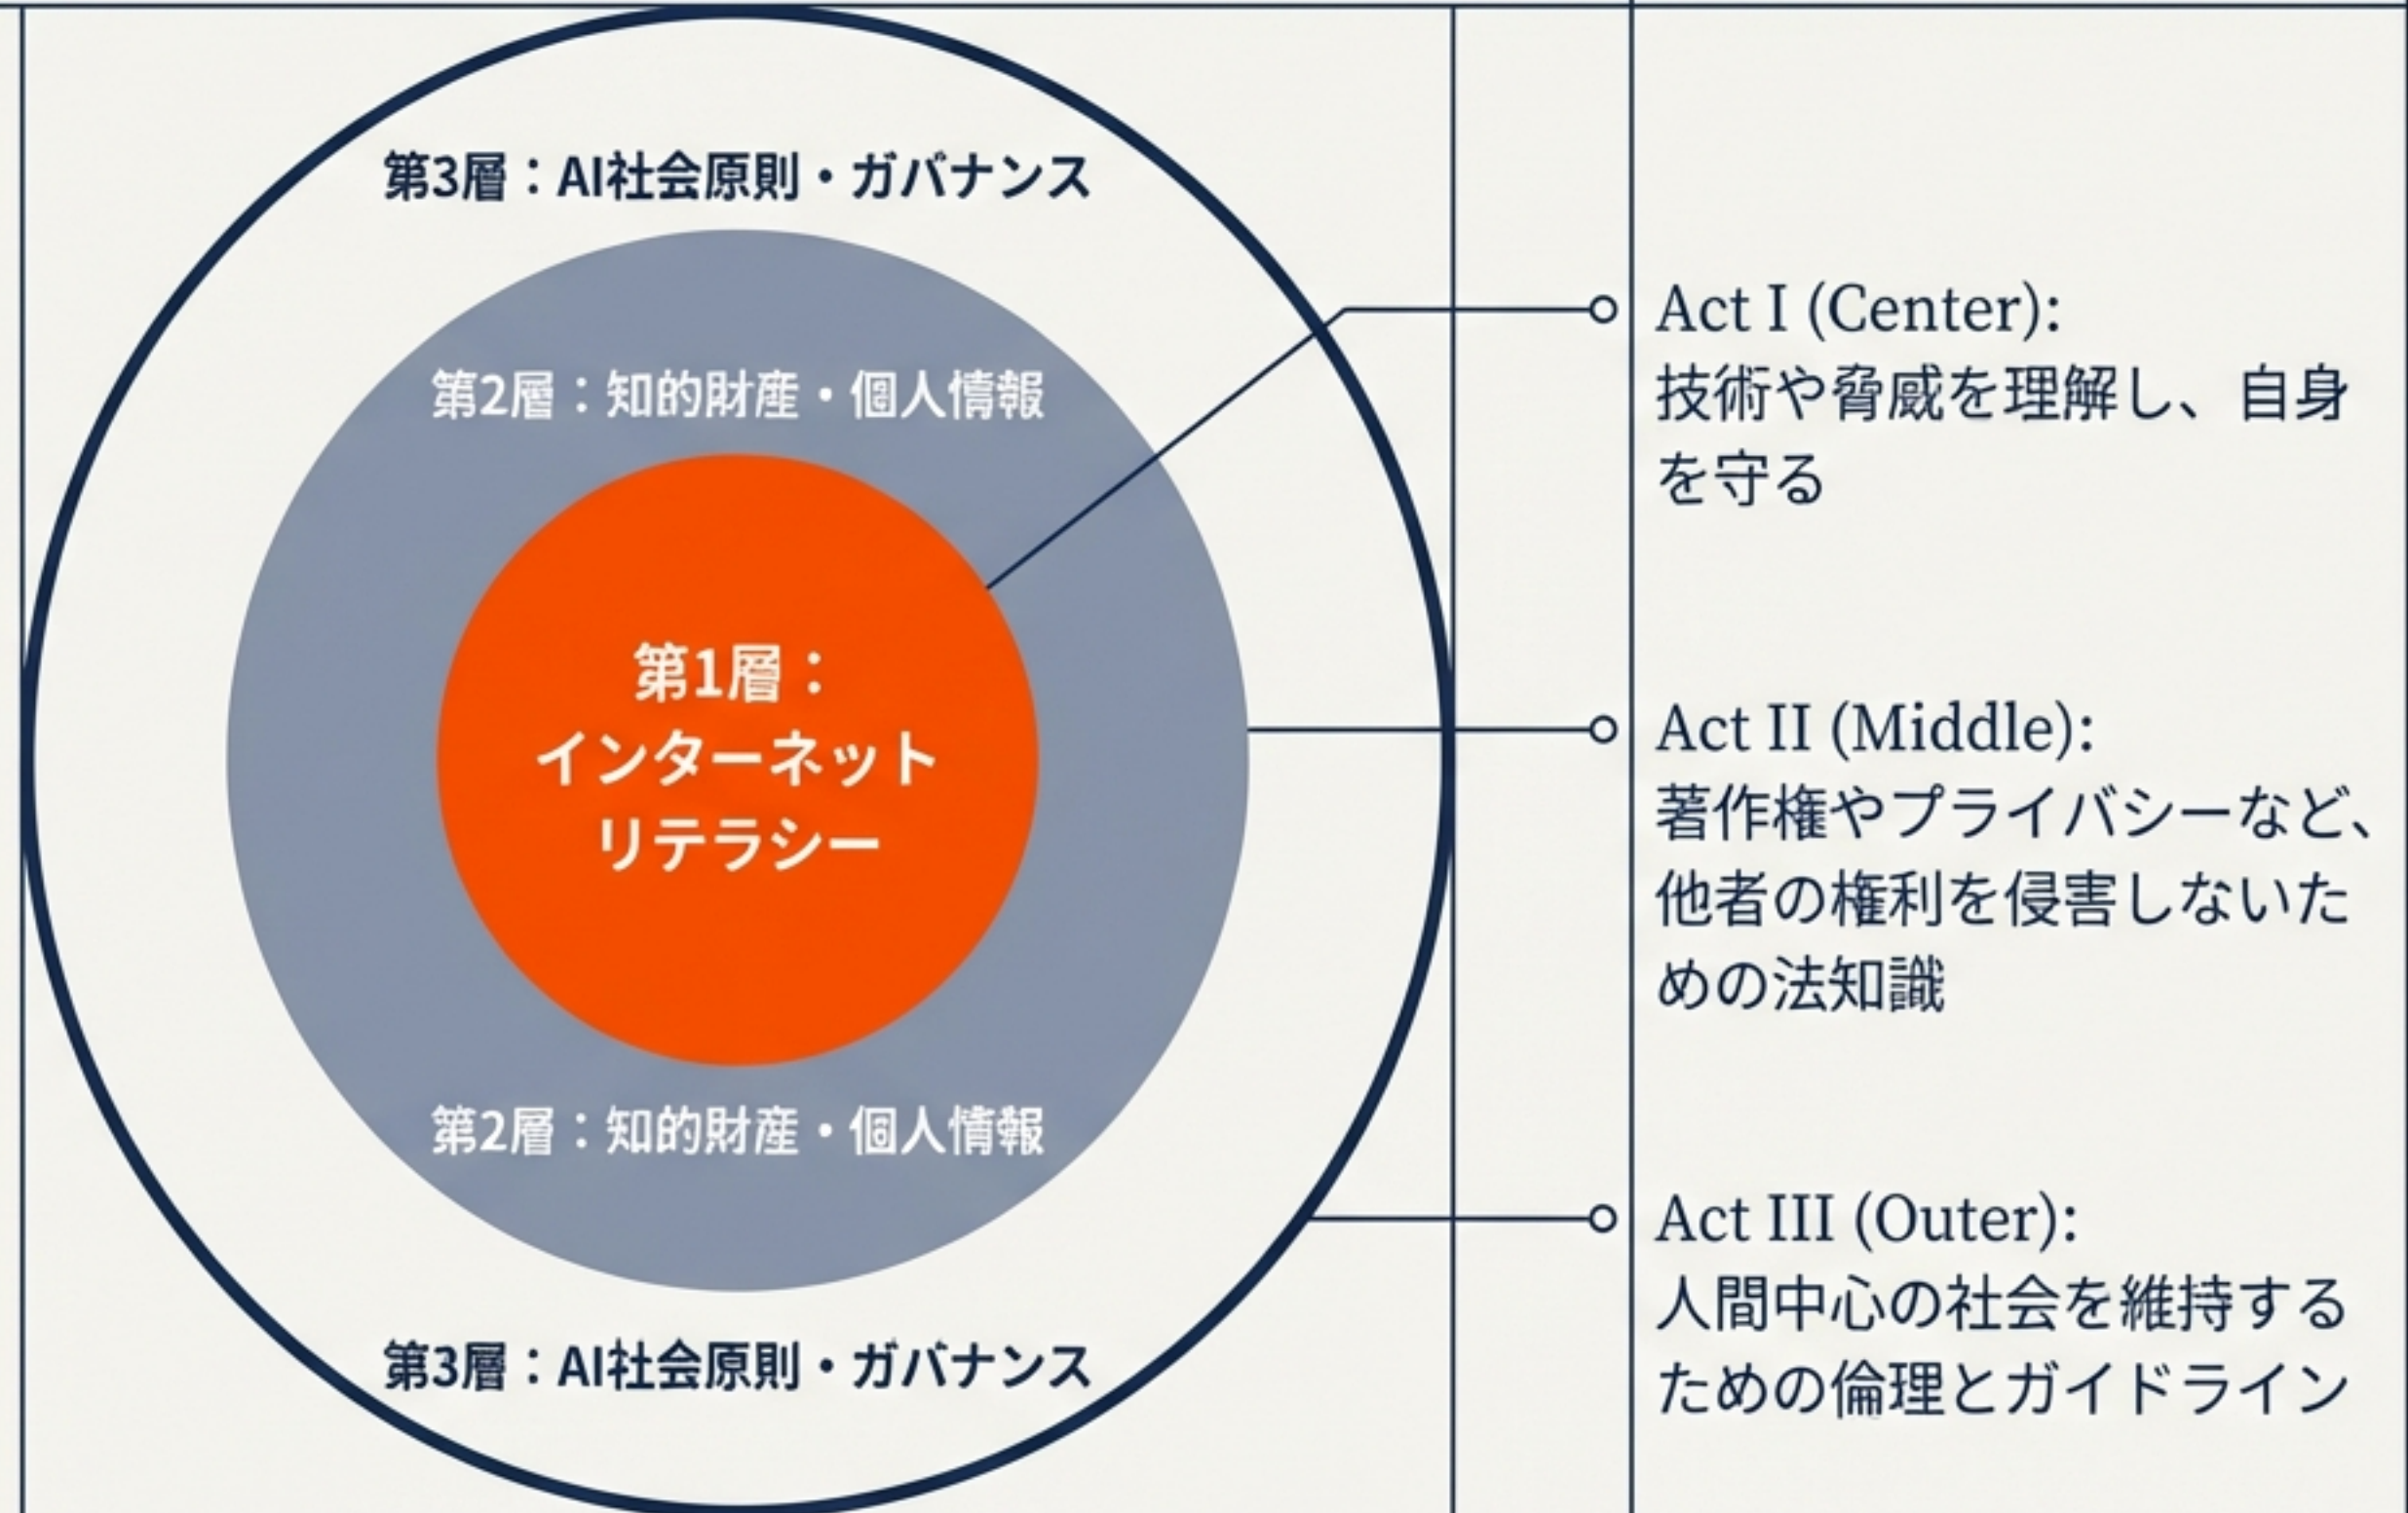 第3層：AI社会原則・ガバナンス
第2層：知的財産・個人情報
第1層：
インターネット
リテラシー
第2層：知的財産・個人情報
第3層：AI社会原則・ガバナンス
Act I (Center):
技術や脅威を理解し、自身
を守る
Act II (Middle):
著作権やプライバシーなど、
他者の権利を侵害しないた
めの法知識
Act III (Outer):
人間中心の社会を維持する
ための倫理とガイドライン